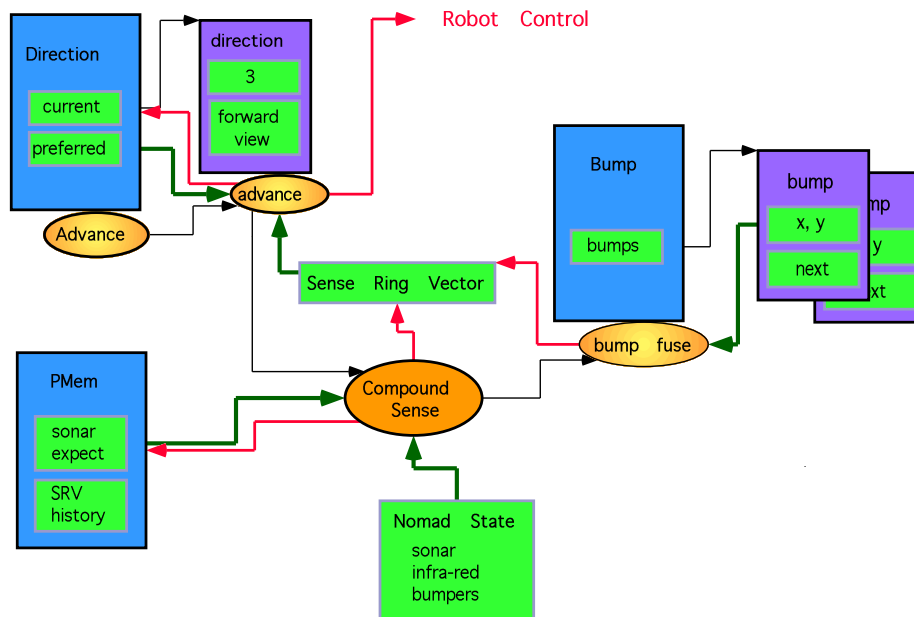 Robot Control
Direction
current
preferred
direction
3
forward
view
advance
Advance
Sense Ring Vector
Bump
bumps
bump
x, y
next
mp
y
xt
bump fuse
PMem
sonar
expect
SRV
history
Compound
Sense
Nomad State
sonar
infra-red
bumpers